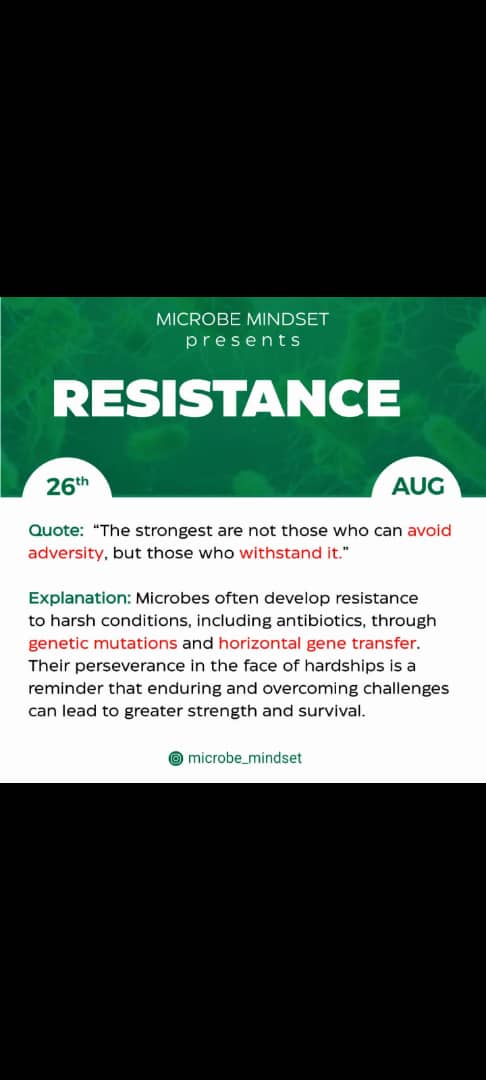 MICROBE MINDSET
presents
RESISTANCE
26th
AUG
Quote: “The strongest are not those who can avoid
adversity, but those who withstand it.”
Explanation: Microbes often develop resistance
to harsh conditions, including antibiotics, through
genetic mutations and horizontal gene transfer.
Their perseverance in the face of hardships is a
reminder that enduring and overcoming challenges
can lead to greater strength and survival.
microbe_mindset